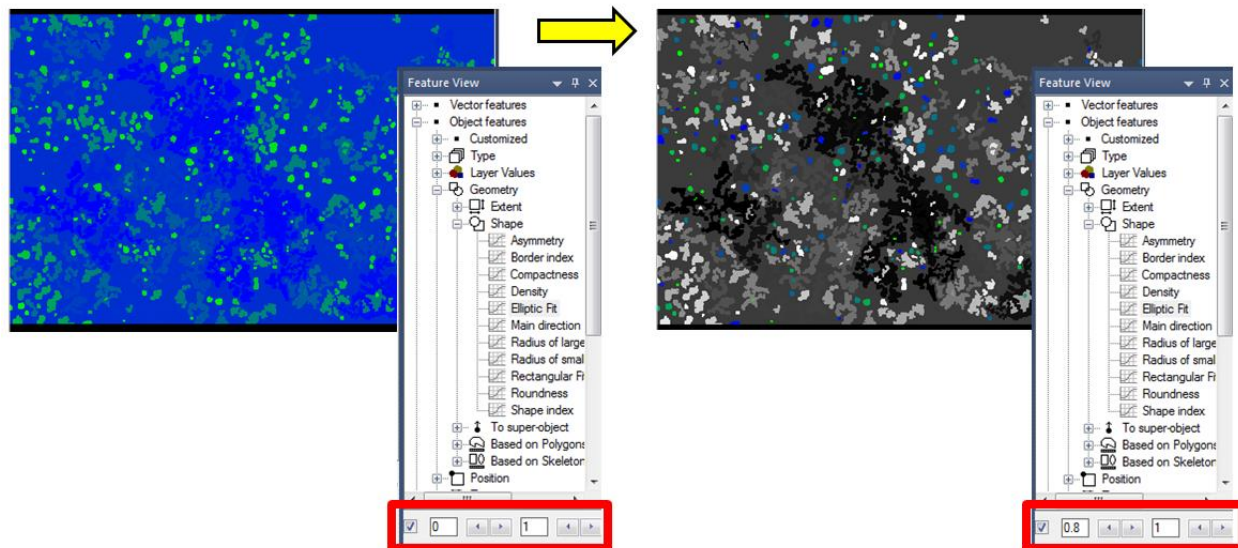 Feature View
Vector features
Object features
Customized
Type
Layer Values
Geometry
Extent
Shape
Asymmetry
Border index
Compactness
Density
Elliptic Fit
Main direction
Radius of large
Radius of smal
Rectangular Fi
Roundness
Shape index
To super-object
Based on Polygons
Based on Skeleton
Position
0 1
Feature View
Vector features
Object features
Customized
Type
Layer Values
Geometry
Extent
Shape
Asymmetry
Border index
Compactness
Density
Elliptic Fit
Main direction
Radius of large
Radius of smal
Rectangular Fi
Roundness
Shape index
To super-object
Based on Polygons
Based on Skeleton
Position
0.8 1